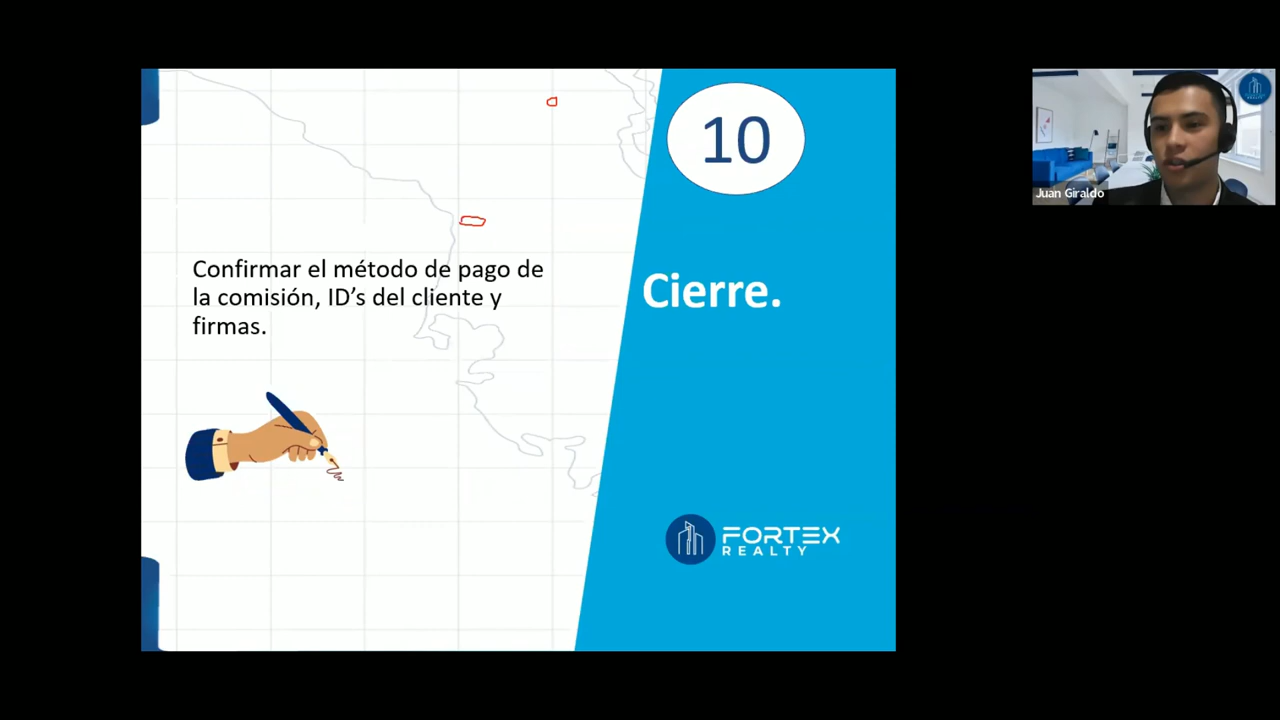 10
Confirmar el método de pago de
la comisión, ID’s del cliente y
firmas.
Cierre.
FORTEX
REALTY
Juan Giraldo